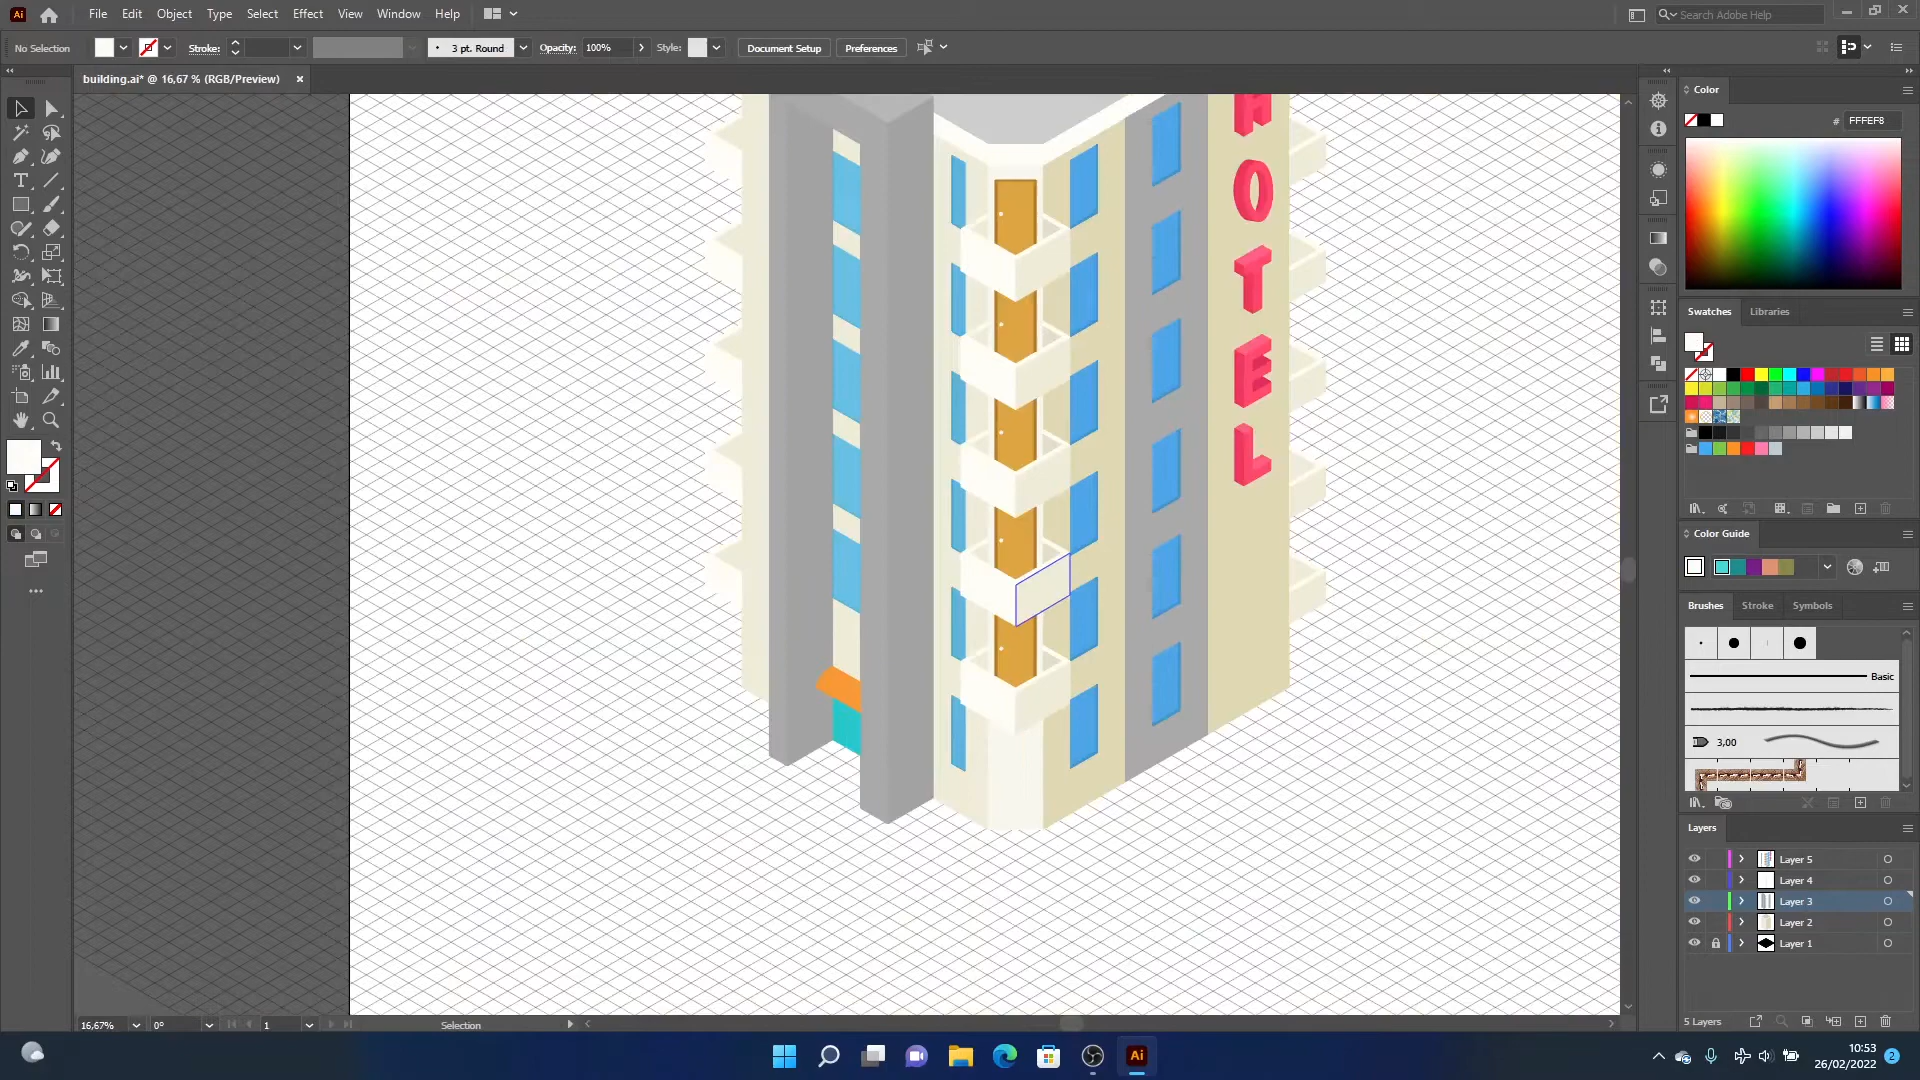 Ai File Edit Object Type Select Effect View Window Help Search Adobe Help
No Selection Stroke: 3 pt. Round Opacity: 100% Style: Document Setup Preferences
building.ai* @ 16,67 % (RGB/Preview)
HOTEL
Color
# FFFEF8
Swatches Libraries
Color Guide
Brushes Stroke Symbols
Basic
3,00
Layers
Layer 5
Layer 4
Layer 3
Layer 2
Layer 1
5 Layers
16,67% 0° 1 Selection
Ai
10:53
26/02/2022 2